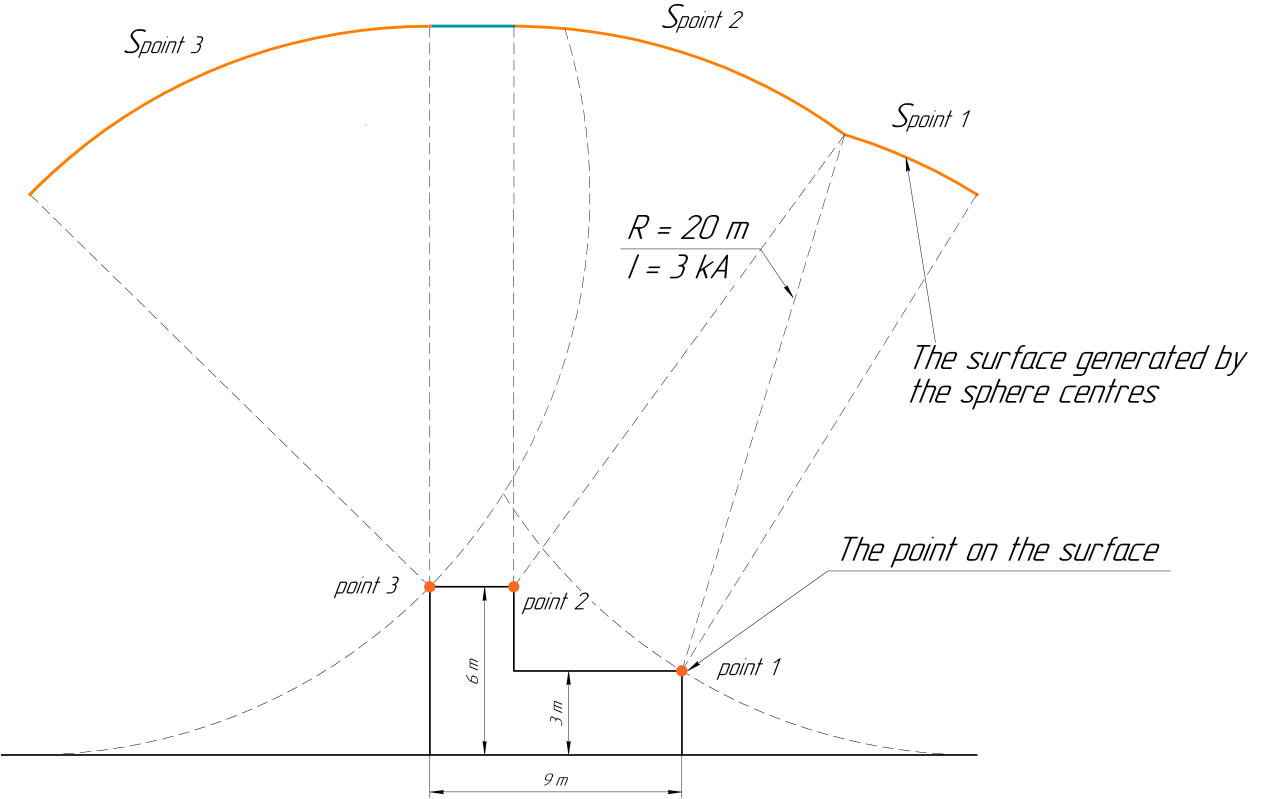 Spoint 3
Spoint 2
Spoint 1
R = 20 m
I = 3 kA
The surface generated by
the sphere centres
The point on the surface
point 3
point 2
point 1
6 m
3 m
9 m